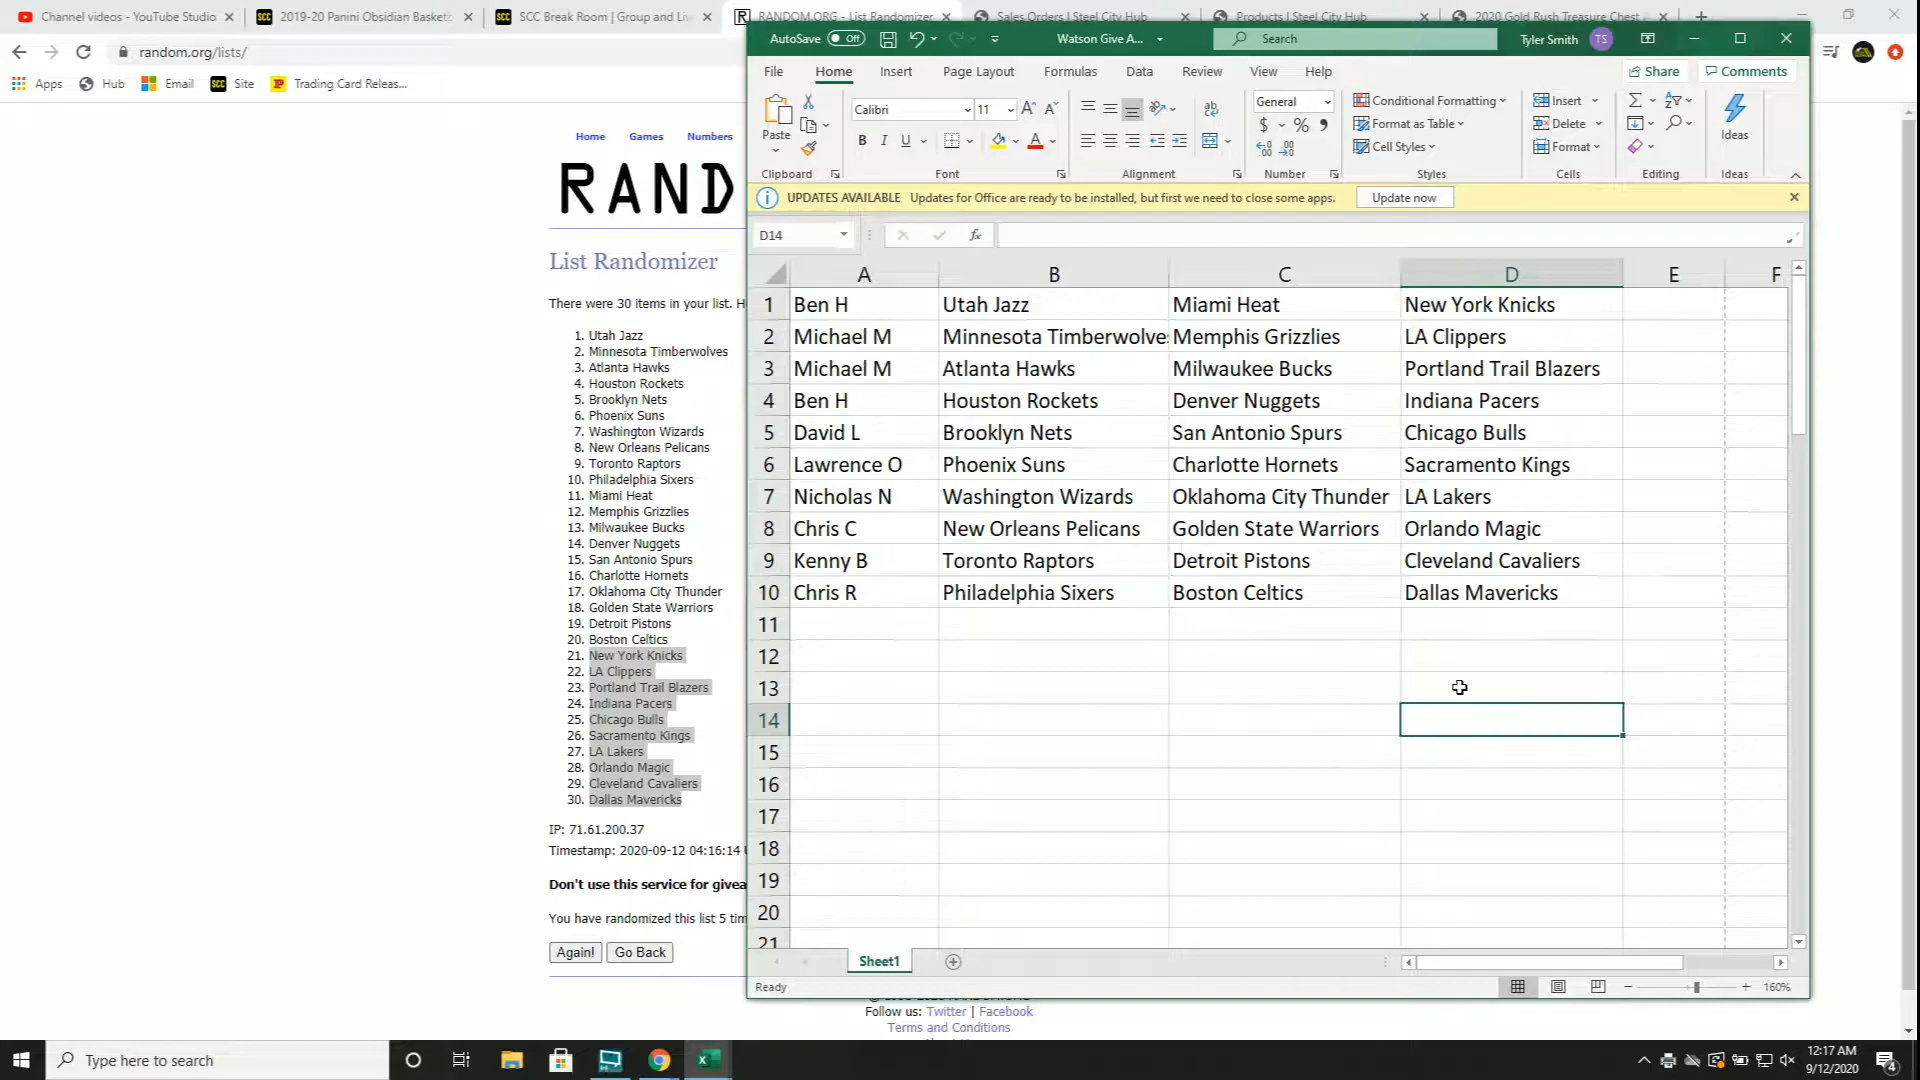 Channel videos - YouTube Studio
2019-20 Panini Obsidian Basketb
SCC Break Room | Group and Li
RANDOM.ORG - List Randomizer
Sales Orders | Steel City Hub
Products | Steel City Hub
2020 Gold Rush Treasure Chest
random.org/lists/
Apps Hub Email SCC Site Trading Card Releas...
AutoSave Off Watson Give A... Search Tyler Smith TS
File Home Insert Page Layout Formulas Data Review View Help Share Comments
Paste
Calibri 11
B I U
General
Conditional Formatting
Format as Table
Cell Styles
Insert
Delete
Format
Ideas
Clipboard Font Alignment Number Styles Cells Editing Ideas
UPDATES AVAILABLE Updates for Office are ready to be installed, but first we need to close some apps. Update now
D14 fx
A B C D E F
1 Ben H Utah Jazz Miami Heat New York Knicks
2 Michael M Minnesota Timberwolve Memphis Grizzlies LA Clippers
3 Michael M Atlanta Hawks Milwaukee Bucks Portland Trail Blazers
4 Ben H Houston Rockets Denver Nuggets Indiana Pacers
5 David L Brooklyn Nets San Antonio Spurs Chicago Bulls
6 Lawrence O Phoenix Suns Charlotte Hornets Sacramento Kings
7 Nicholas N Washington Wizards Oklahoma City Thunder LA Lakers
8 Chris C New Orleans Pelicans Golden State Warriors Orlando Magic
9 Kenny B Toronto Raptors Detroit Pistons Cleveland Cavaliers
10 Chris R Philadelphia Sixers Boston Celtics Dallas Mavericks
11
12
13
14
15
16
17
18
19
20
21
Sheet1
Ready 160%
Home Games Numbers
RAND
List Randomizer
There were 30 items in your list. H
1. Utah Jazz
2. Minnesota Timberwolves
3. Atlanta Hawks
4. Houston Rockets
5. Brooklyn Nets
6. Phoenix Suns
7. Washington Wizards
8. New Orleans Pelicans
9. Toronto Raptors
10. Philadelphia Sixers
11. Miami Heat
12. Memphis Grizzlies
13. Milwaukee Bucks
14. Denver Nuggets
15. San Antonio Spurs
16. Charlotte Hornets
17. Oklahoma City Thunder
18. Golden State Warriors
19. Detroit Pistons
20. Boston Celtics
21. New York Knicks
22. LA Clippers
23. Portland Trail Blazers
24. Indiana Pacers
25. Chicago Bulls
26. Sacramento Kings
27. LA Lakers
28. Orlando Magic
29. Cleveland Cavaliers
30. Dallas Mavericks
IP: 71.61.200.37
Timestamp: 2020-09-12 04:16:14
Don't use this service for givea
You have randomized this list 5 tim
Again! Go Back
Follow us: Twitter | Facebook
Terms and Conditions
Type here to search
12:17 AM
9/12/2020
4